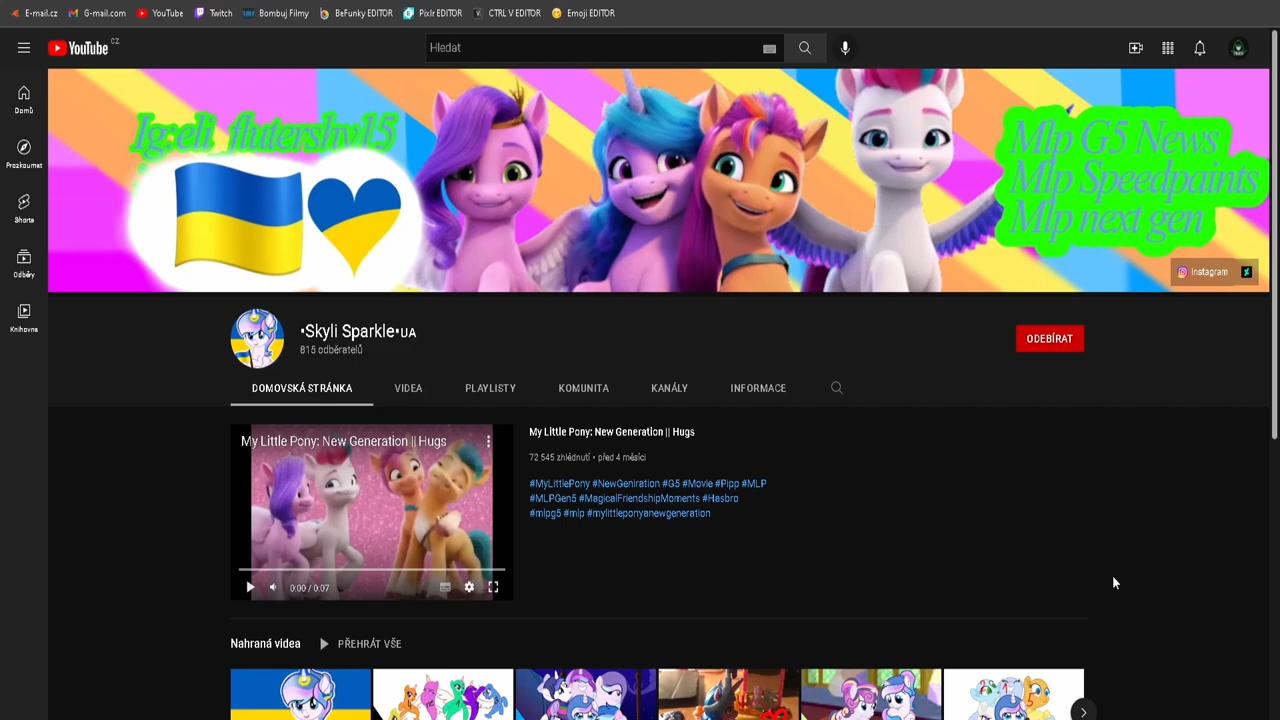 E-mail.cz G-mail.com YouTube Twitch Bombuj Filmy BeFunky EDITOR Pixlr EDITOR CTRL V EDITOR Emoji EDITOR
YouTube CZ
Hledat
Ig:eli_fluttershy15
Mlp G5 News
Mlp Speedpaints
Mlp next gen
Instagram
Domů
Prozkoumat
Shorts
Odběry
Knihovna
•Skyli Sparkle•UA
815 odběratelů
ODEBÍRAT
DOMOVSKÁ STRÁNKA VIDEA PLAYLISTY KOMUNITA KANÁLY INFORMACE
My Little Pony: New Generation || Hugs
0:00 / 0:07
My Little Pony: New Generation || Hugs
72 545 zhlédnutí • před 4 měsíci
#MyLittlePony #NewGeniration #G5 #Movie #Pipp #MLP
#MLPGen5 #MagicalFriendshipMoments #Hasbro
#mlpg5 #mlp #mylittleponyanewgeneration
Nahraná videa PŘEHRÁT VŠE